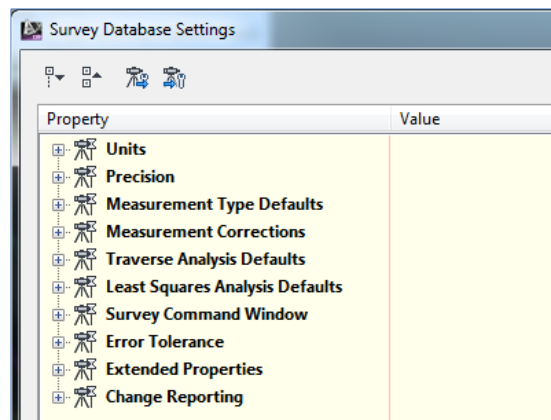 Survey Database Settings
Property Value
Units
Precision
Measurement Type Defaults
Measurement Corrections
Traverse Analysis Defaults
Least Squares Analysis Defaults
Survey Command Window
Error Tolerance
Extended Properties
Change Reporting